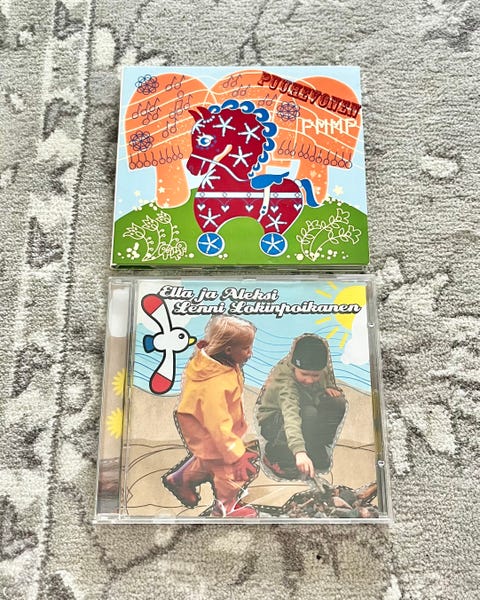 PUUHEVONEN
PMMP
Ella ja Aleksi
Lenni Lokinpoikanen